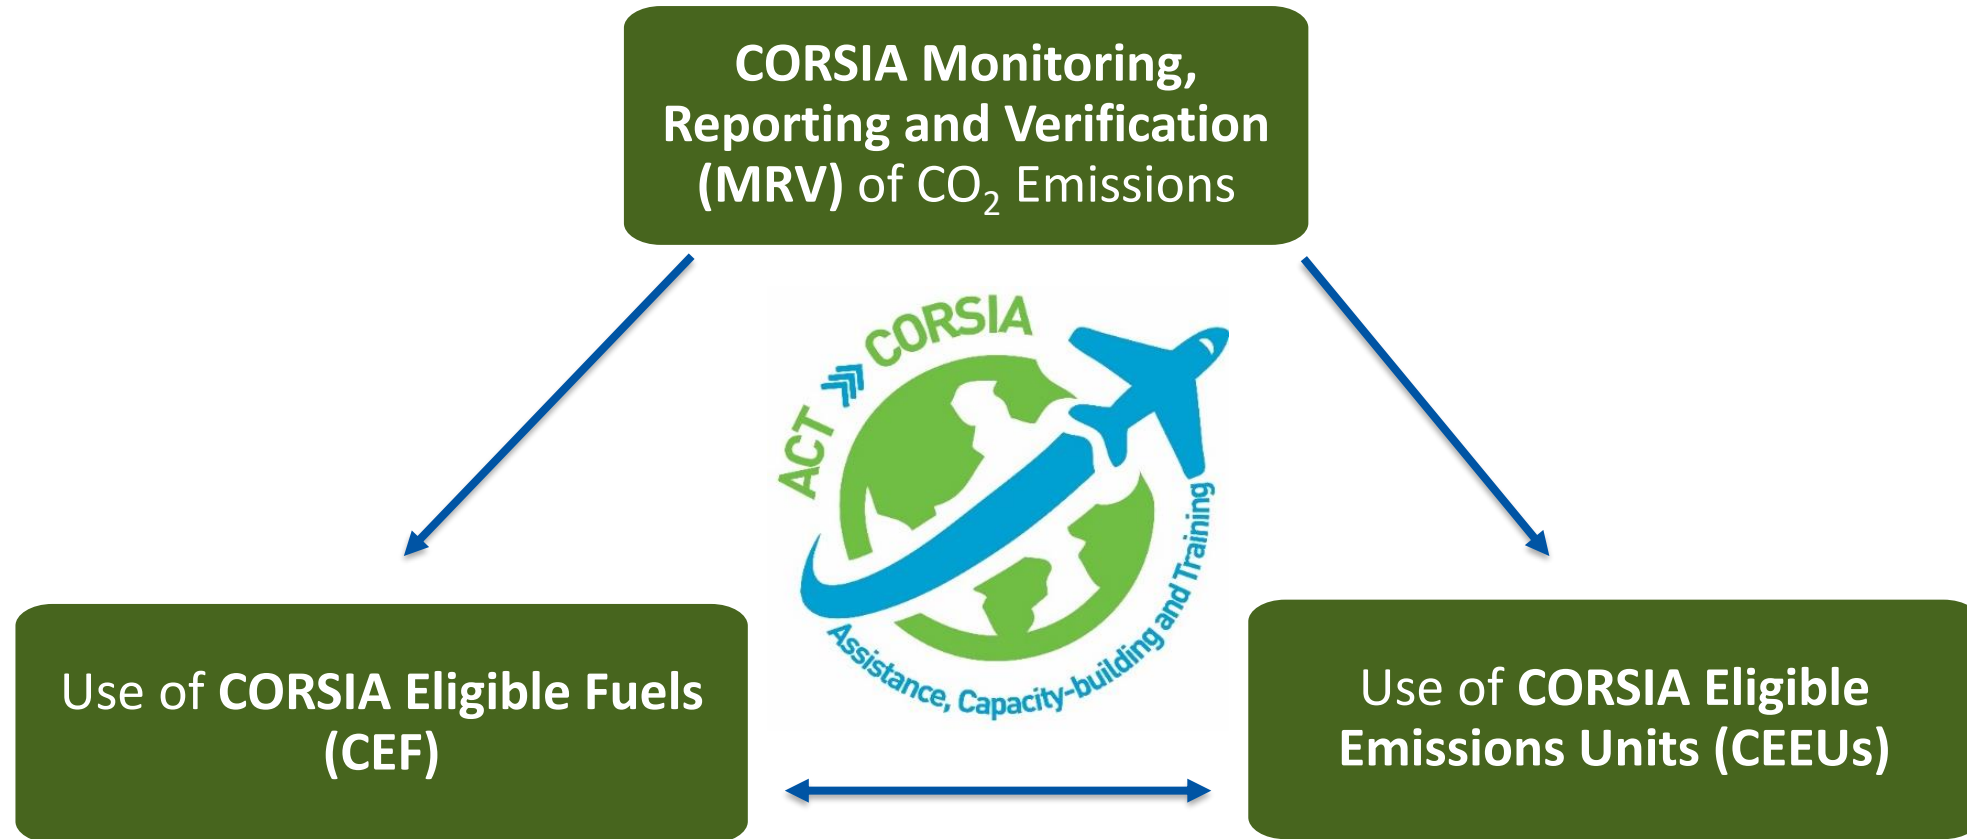 CORSIA Monitoring,
Reporting and Verification
(MRV) of CO₂ Emissions
ACT CORSIA
Assistance, Capacity-building and Training
Use of CORSIA Eligible Fuels
(CEF)
Use of CORSIA Eligible
Emissions Units (CEEUs)